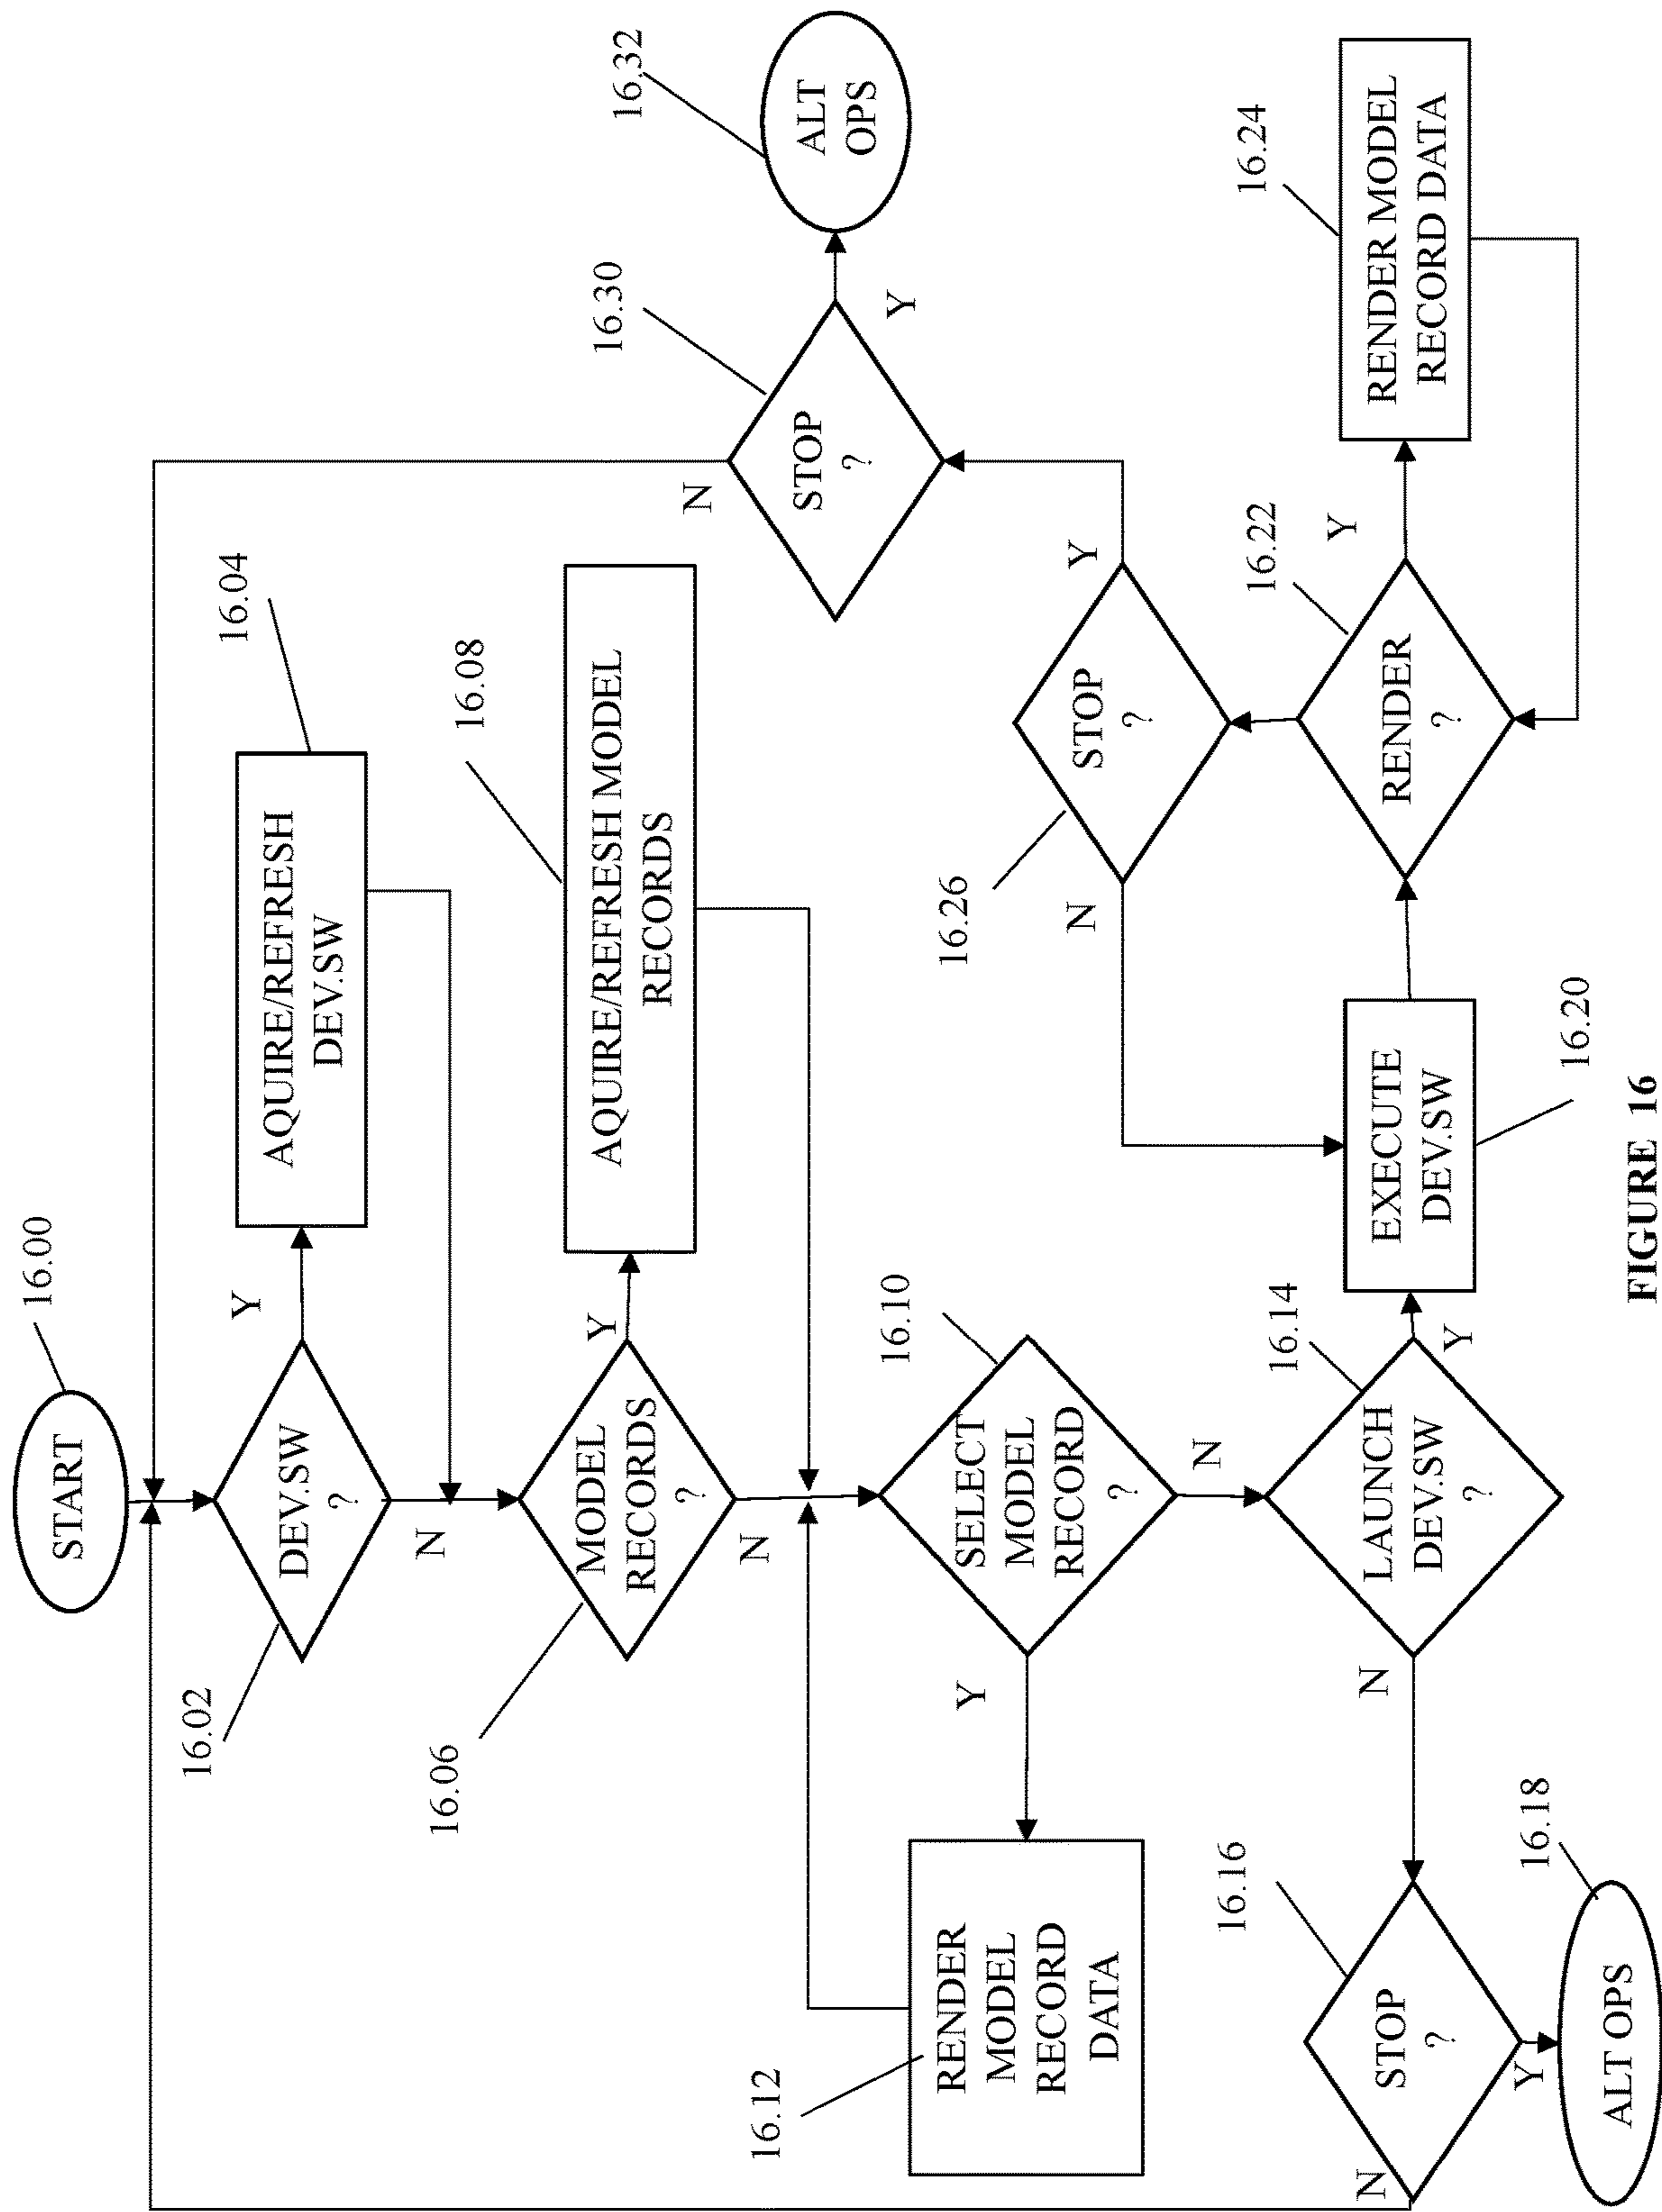 START
16.00
DEV.SW
?
16.02
Y
N
AQUIRE/REFRESH
DEV.SW
16.04
MODEL
RECORDS
?
16.06
Y
N
AQUIRE/REFRESH MODEL
RECORDS
16.08
SELECT
MODEL
RECORD
?
16.10
Y
N
RENDER
MODEL
RECORD
DATA
16.12
LAUNCH
DEV.SW
?
16.14
N
Y
STOP
?
16.16
N
Y
ALT OPS
16.18
EXECUTE
DEV.SW
16.20
RENDER
?
16.22
Y
RENDER MODEL
RECORD DATA
16.24
STOP
?
16.26
N
Y
STOP
?
16.30
N
Y
ALT
OPS
16.32
FIGURE 16